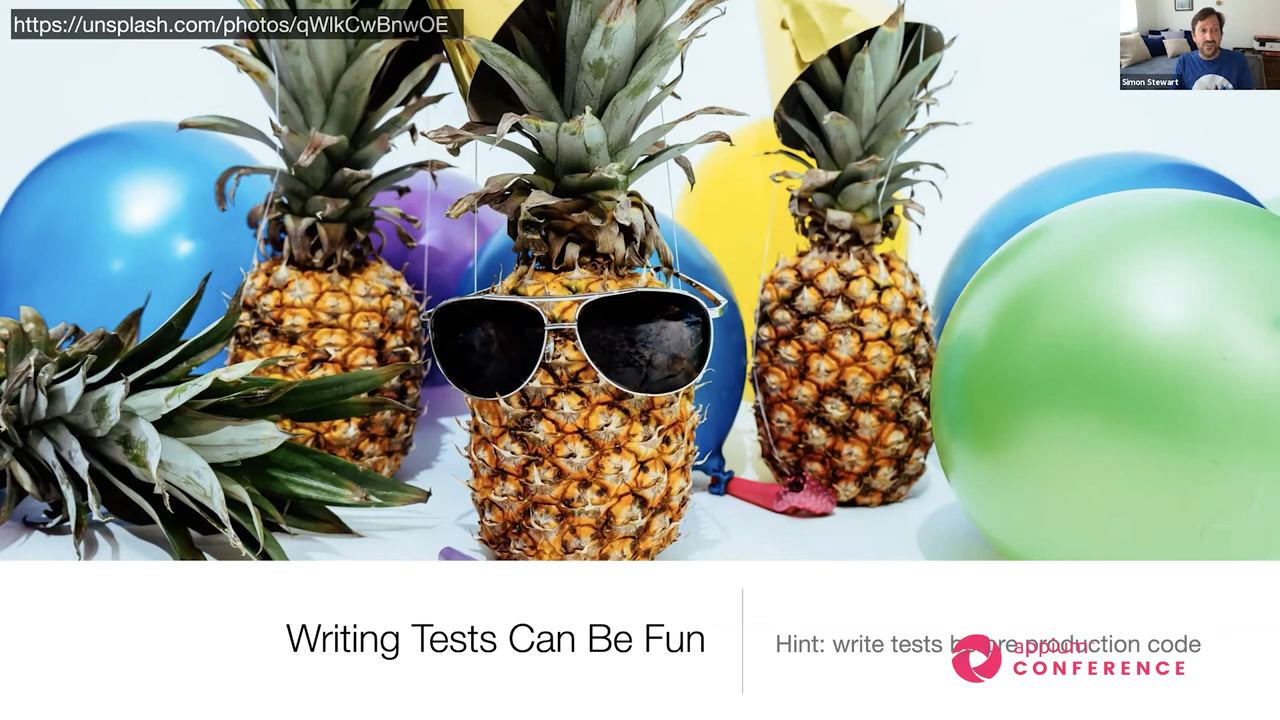 https://unsplash.com/photos/qWlkCwBnwOE
Simon Stewart
Writing Tests Can Be Fun
Hint: write tests before production code
appium
CONFERENCE